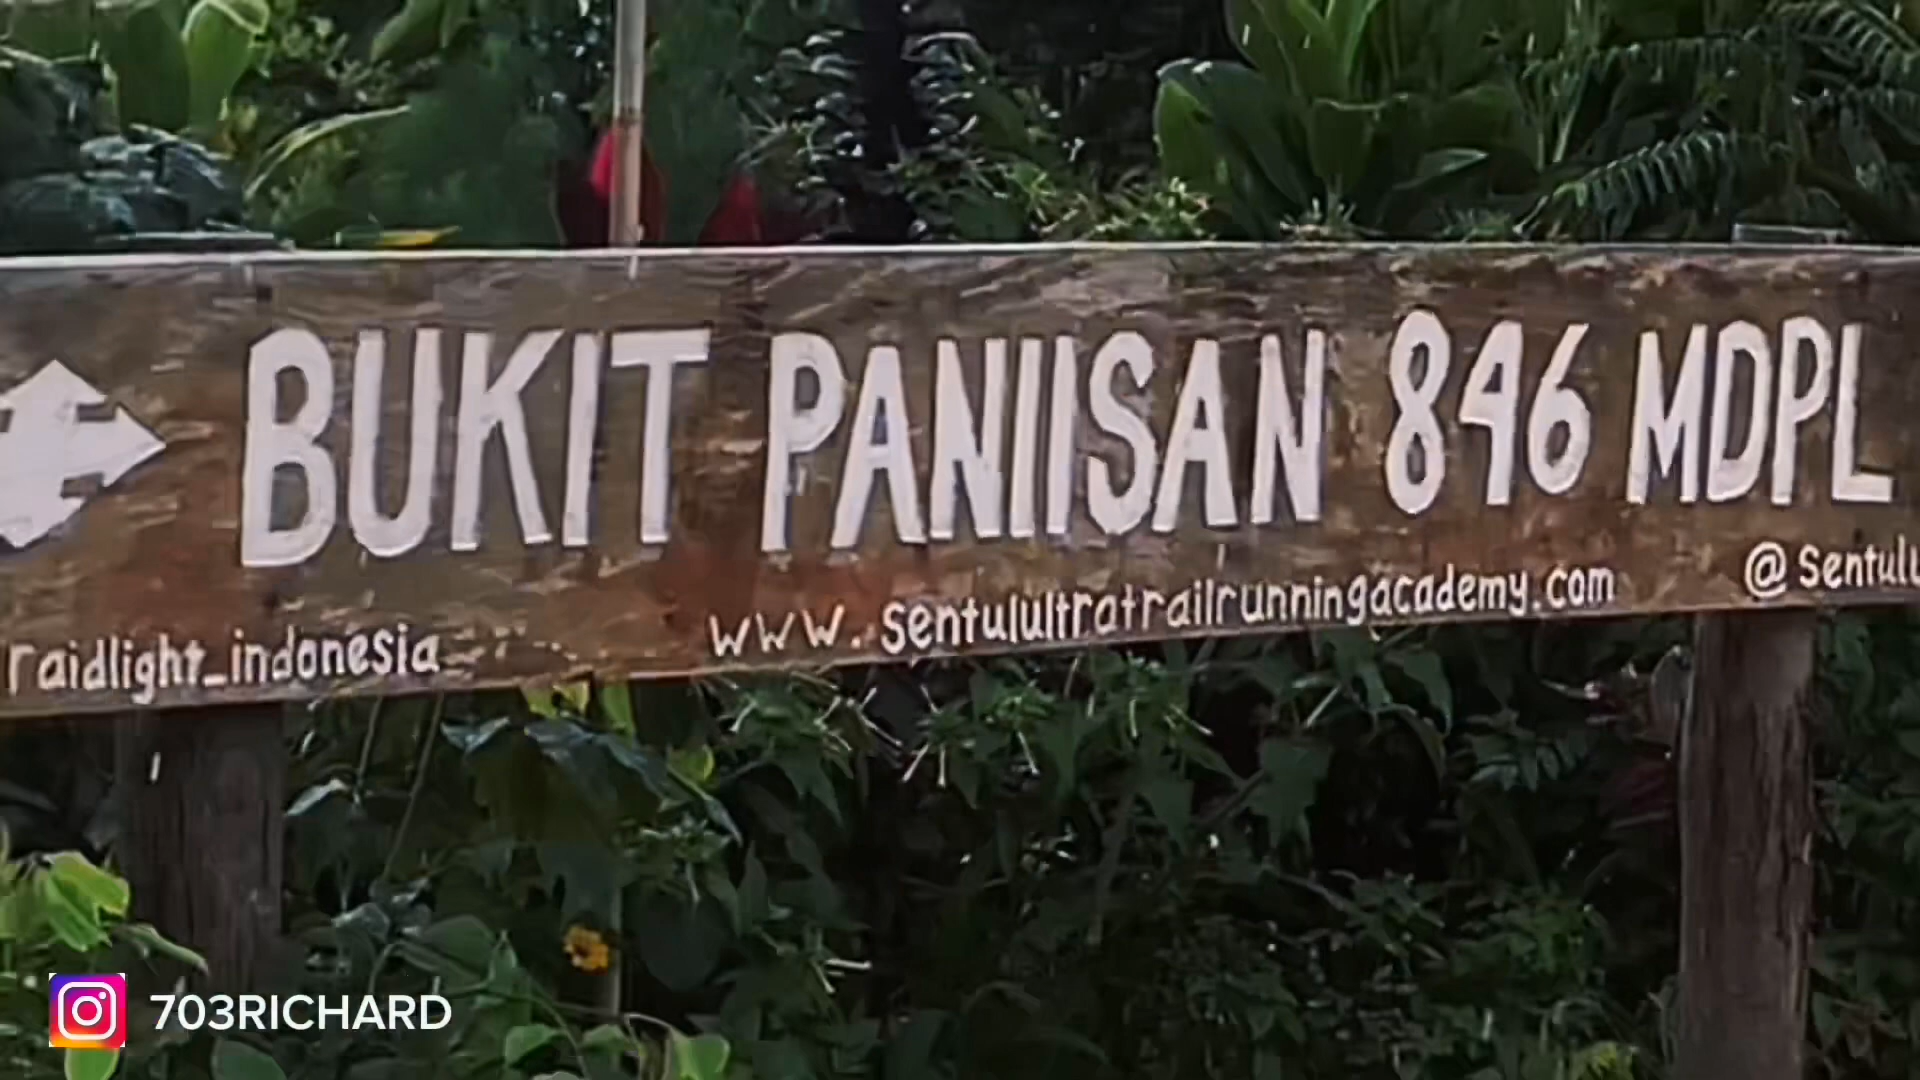 BUKIT PANIISAN 846 MDPL
raidlight_indonesia www.sentulultratrailrunningacademy.com @sentulu
703RICHARD